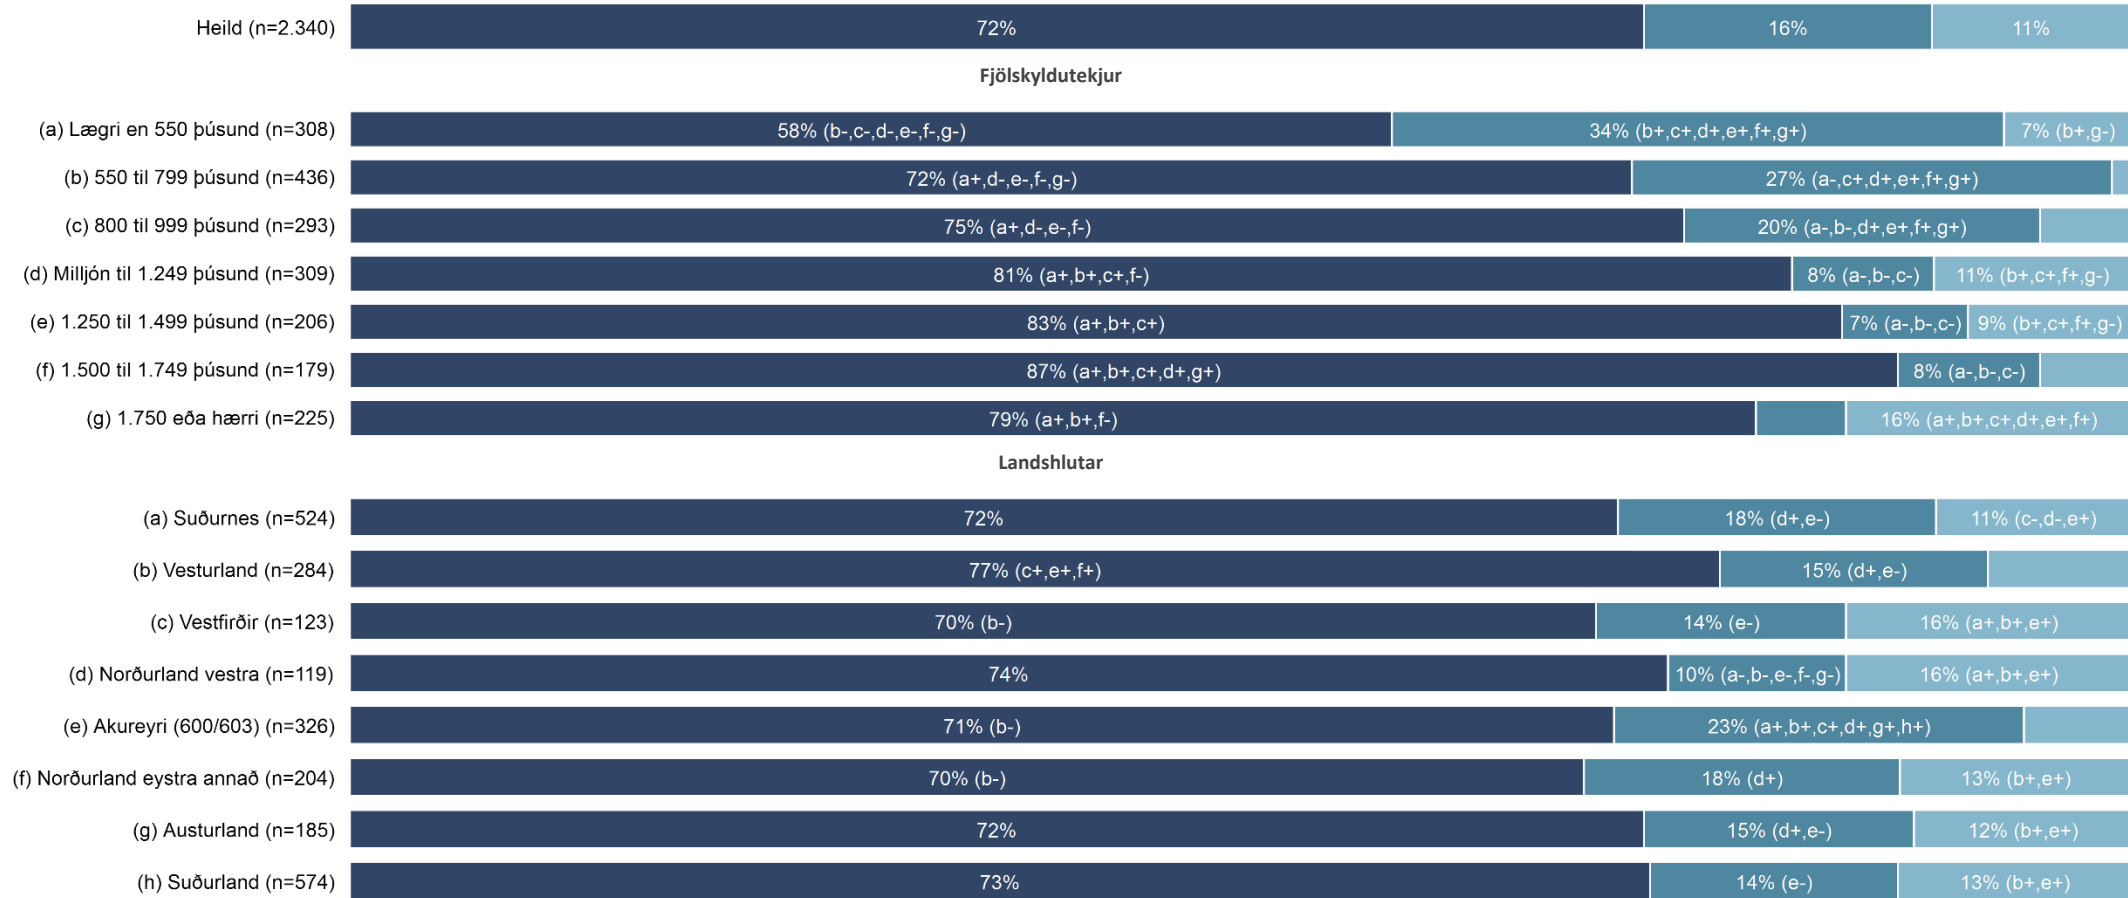 Heild (n=2.340) 72% 16% 11%
Fjölskyldutekjur
(a) Lægri en 550 þúsund (n=308) 58% (b-,c-,d-,e-,f-,g-) 34% (b+,c+,d+,e+,f+,g+) 7% (b+,g-)
(b) 550 til 799 þúsund (n=436) 72% (a+,d-,e-,f-,g-) 27% (a-,c+,d+,e+,f+,g+)
(c) 800 til 999 þúsund (n=293) 75% (a+,d-,e-,f-) 20% (a-,b-,d+,e+,f+,g+)
(d) Milljón til 1.249 þúsund (n=309) 81% (a+,b+,c+,f-) 8% (a-,b-,c-) 11% (b+,c+,f+,g-)
(e) 1.250 til 1.499 þúsund (n=206) 83% (a+,b+,c+) 7% (a-,b-,c-) 9% (b+,c+,f+,g-)
(f) 1.500 til 1.749 þúsund (n=179) 87% (a+,b+,c+,d+,g+) 8% (a-,b-,c-)
(g) 1.750 eða hærri (n=225) 79% (a+,b+,f-) 16% (a+,b+,c+,d+,e+,f+)
Landshlutar
(a) Suðurnes (n=524) 72% 18% (d+,e-) 11% (c-,d-,e+)
(b) Vesturland (n=284) 77% (c+,e+,f+) 15% (d+,e-)
(c) Vestfirðir (n=123) 70% (b-) 14% (e-) 16% (a+,b+,e+)
(d) Norðurland vestra (n=119) 74% 10% (a-,b-,e-,f-,g-) 16% (a+,b+,e+)
(e) Akureyri (600/603) (n=326) 71% (b-) 23% (a+,b+,c+,d+,g+,h+)
(f) Norðurland eystra annað (n=204) 70% (b-) 18% (d+) 13% (b+,e+)
(g) Austurland (n=185) 72% 15% (d+,e-) 12% (b+,e+)
(h) Suðurland (n=574) 73% 14% (e-) 13% (b+,e+)